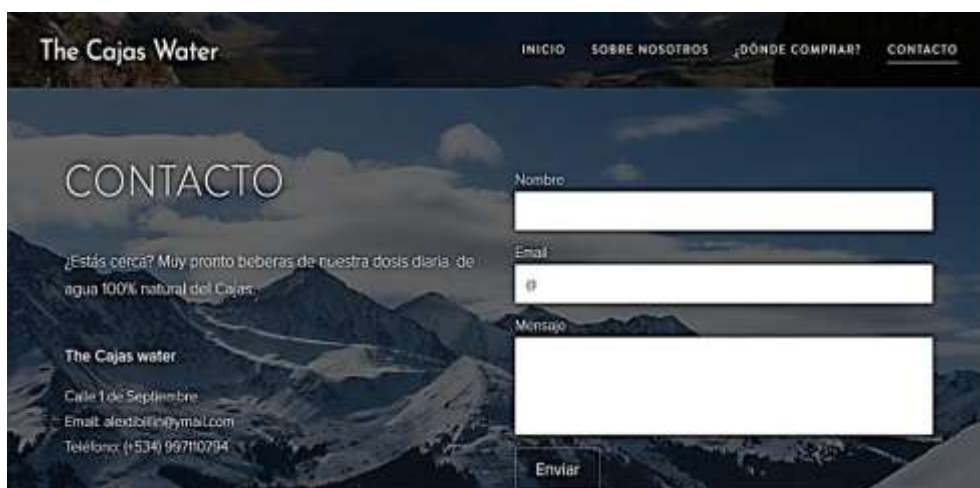 The Cajas Water
INICIO SOBRE NOSOTROS ¿DÓNDE COMPRAR? CONTACTO
CONTACTO
¿Estás cerca? Muy pronto beberas de nuestra dosis diaria de
agua 100% natural del Cajas.
The Cajas water
Calle 1 de Septiembre
Email:
Teléfono: (+534) 997110794
Nombre
Email
@
Mensaje
Enviar